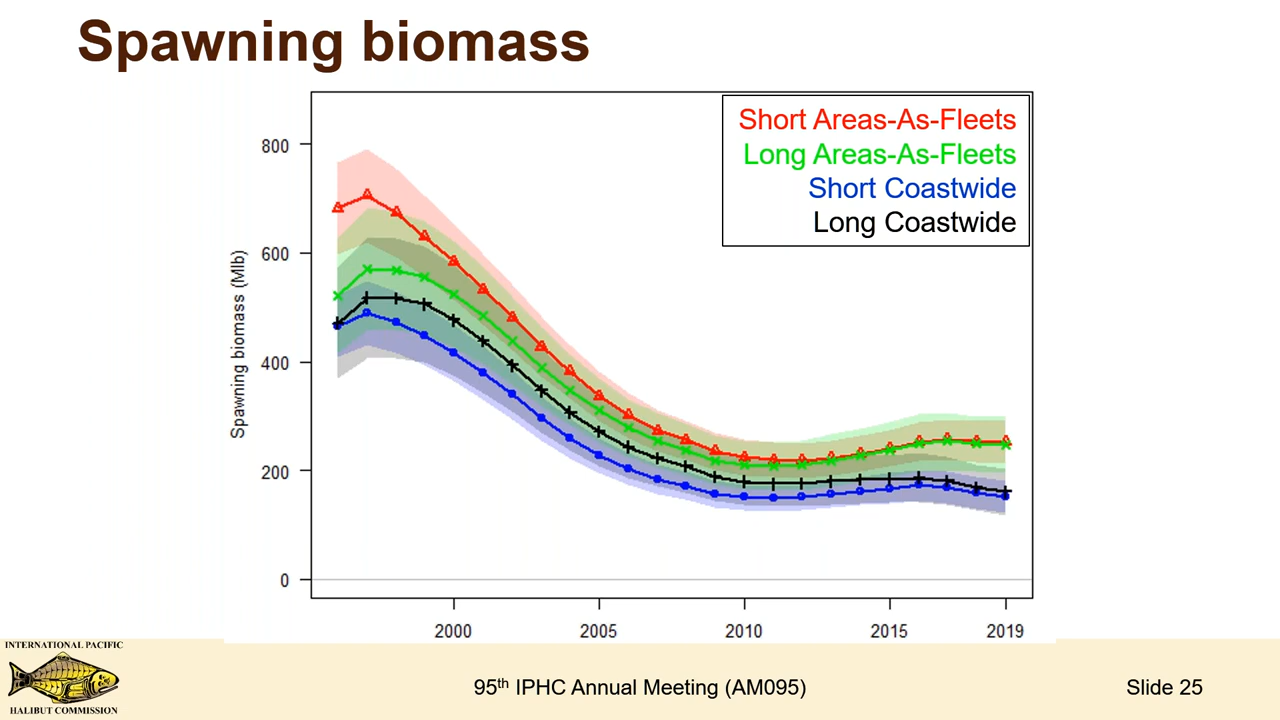 Spawning biomass
Short Areas-As-Fleets
Long Areas-As-Fleets
Short Coastwide
Long Coastwide
Spawning biomass (Mlb)
800
600
400
200
0
2000
2005
2010
2015
2019
INTERNATIONAL PACIFIC
HALIBUT COMMISSION
95th IPHC Annual Meeting (AM095)
Slide 25